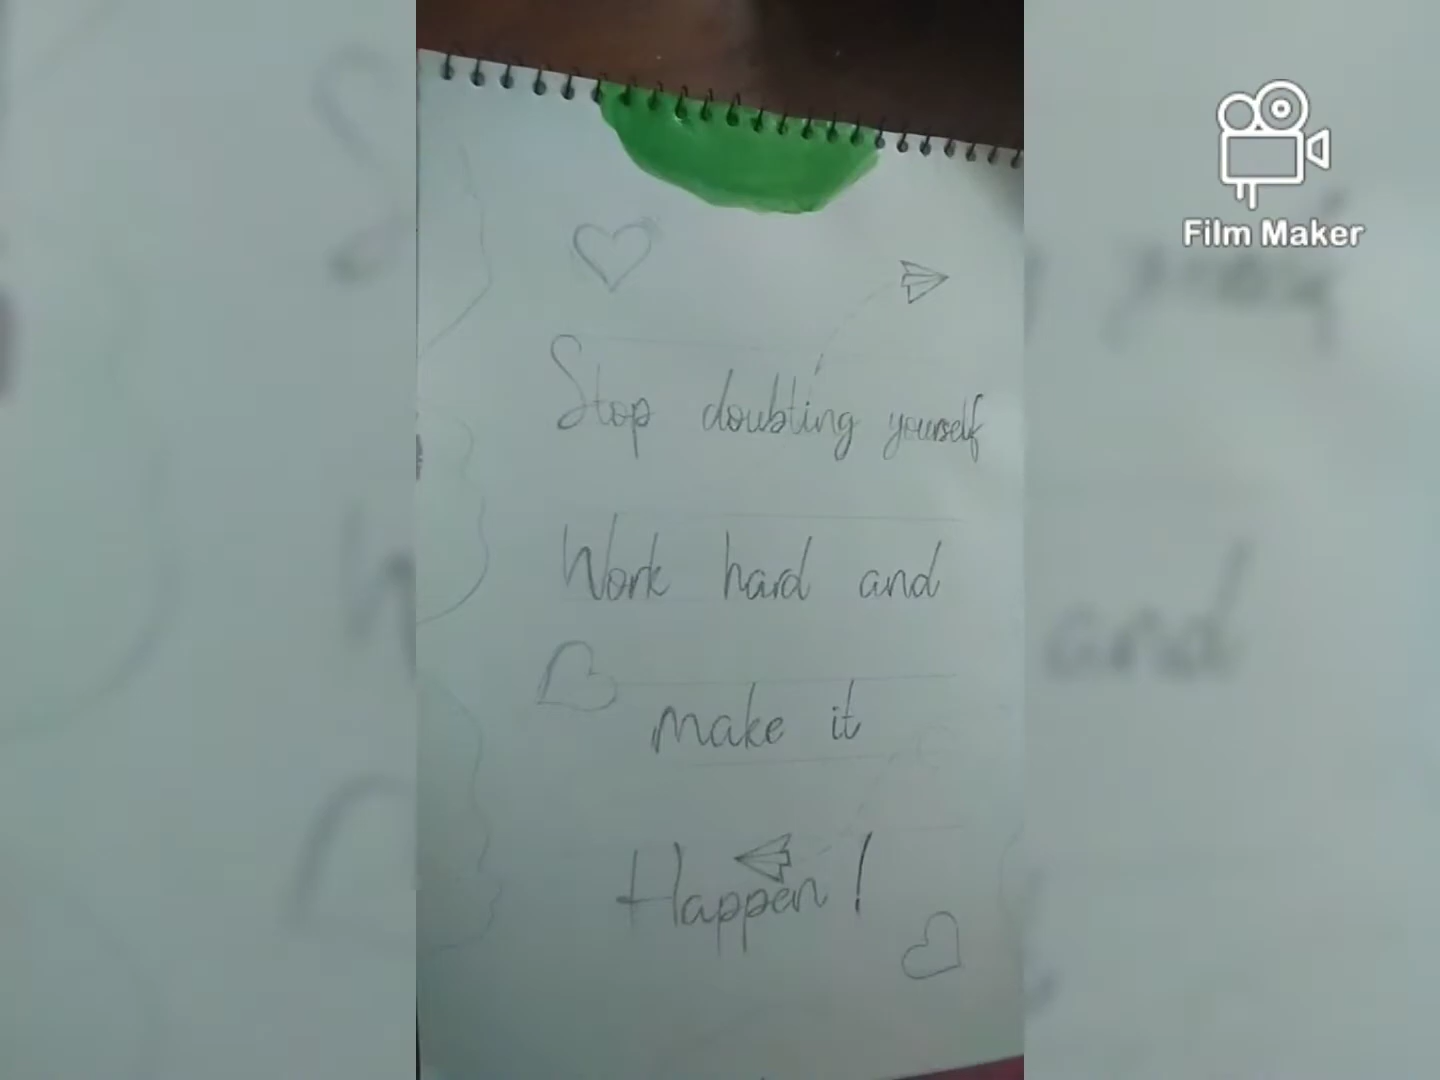 Film Maker
Stop doubting yourself
Work hard and
make it
Happen!